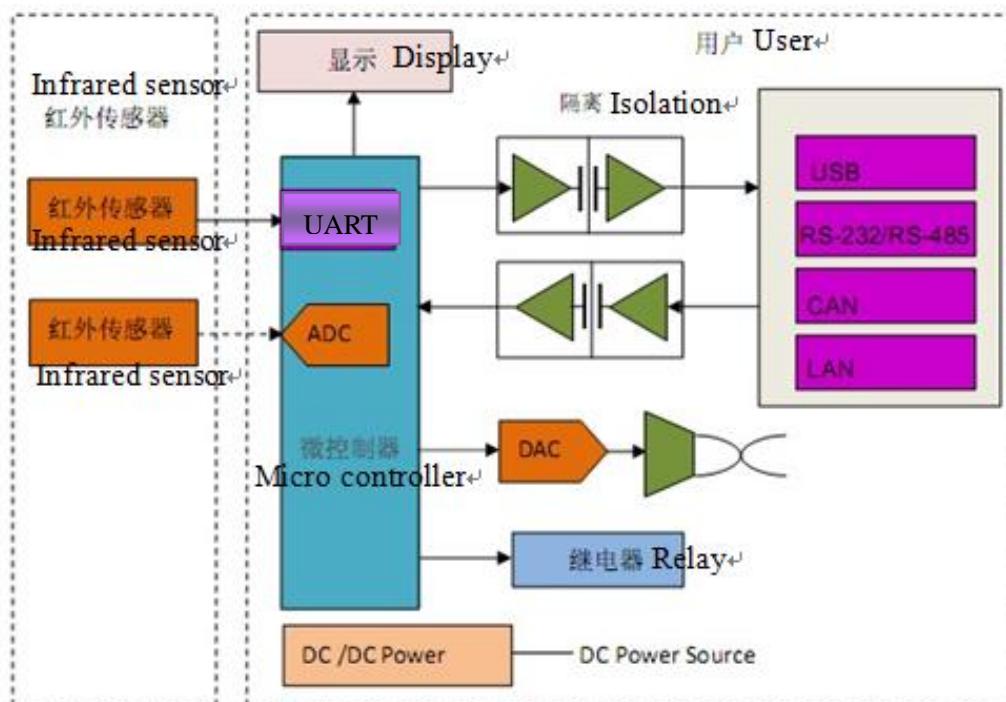 显示 Display↵
用户 User↵
Infrared sensor↵
红外传感器
隔离 Isolation↵
USB
红外传感器
Infrared sensor↵
UART
RS-232/RS-485
CAN
红外传感器
Infrared sensor↵
ADC
LAN
微控制器
Micro controller↵
DAC
继电器 Relay↵
DC /DC Power
DC Power Source